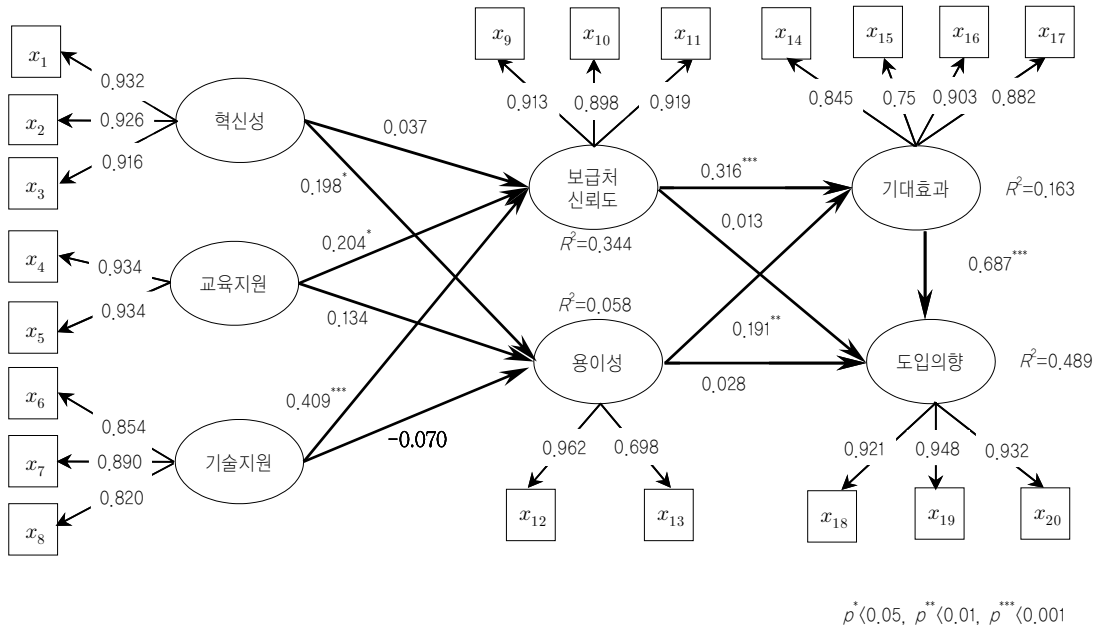 x₉ x₁₀ x₁₁ x₁₄ x₁₅ x₁₆ x₁₇
x₁
0.932
x₂ 0.926
x₃ 0.916
혁신성
0.913 0.898 0.919
0.845 0.75 0.903 0.882
0.037
0.198*
보급처
신뢰도
R²=0.344
0.316***
0.013
기대효과
R²=0.163
x₄ 0.934
x₅ 0.934
교육지원
0.204*
0.134
R²=0.058
용이성
0.191**
0.028
0.687***
도입의향
R²=0.489
x₆ 0.854
x₇ 0.890
x₈ 0.820
기술지원
0.409***
-0.070
0.962 0.698
0.921 0.948 0.932
x₁₂ x₁₃ x₁₈ x₁₉ x₂₀
p*⟨0.05, p**⟨0.01, p***⟨0.001